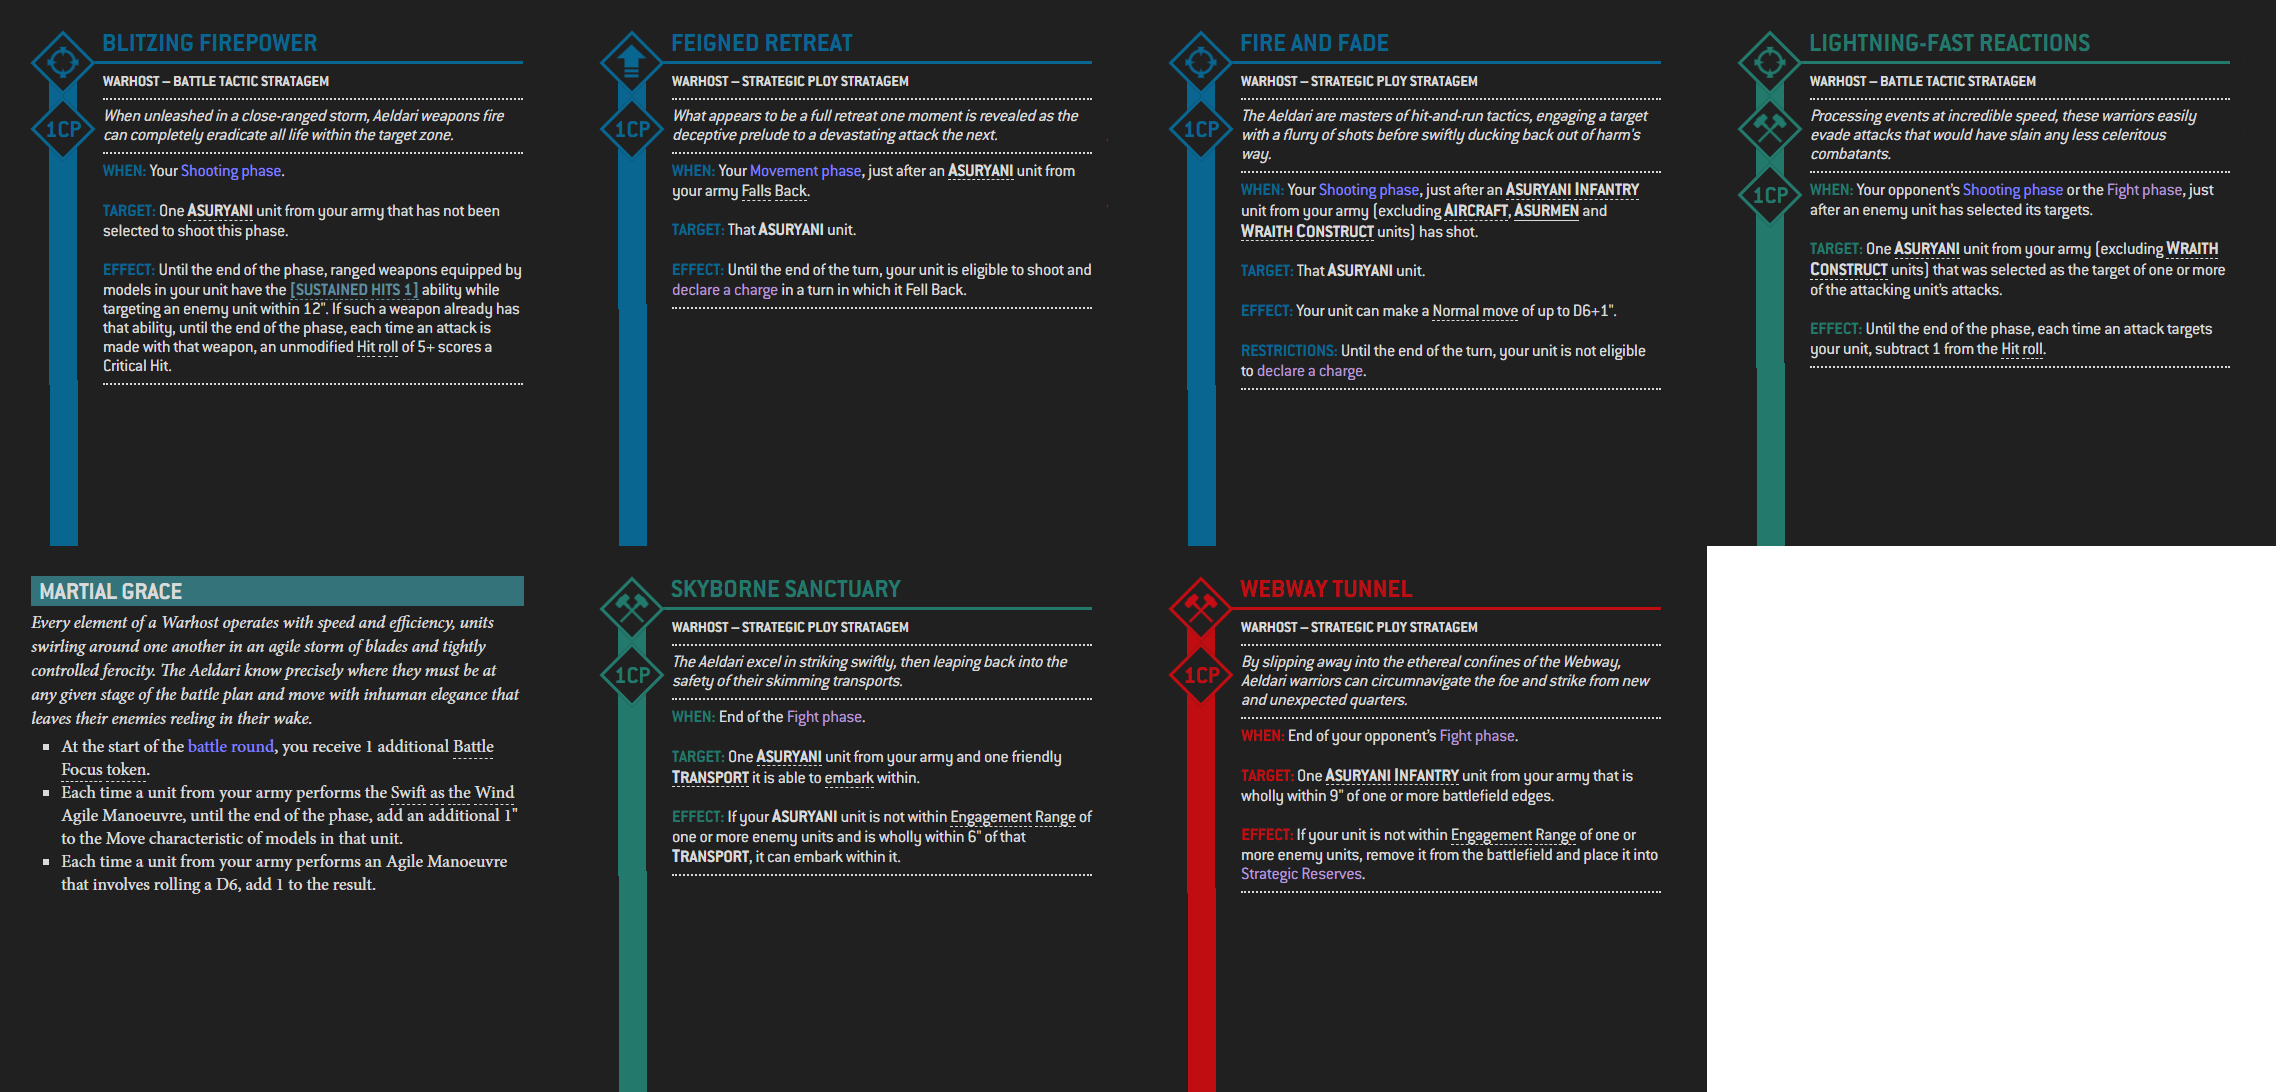 BLITZING FIREPOWER
1CP
WARHOST – BATTLE TACTIC STRATAGEM
When unleashed in a close-ranged storm, Aeldari weapons fire
can completely eradicate all life within the target zone.
WHEN: Your Shooting phase.
TARGET: One ASURYANI unit from your army that has not been
selected to shoot this phase.
EFFECT: Until the end of the phase, ranged weapons equipped by
models in your unit have the [SUSTAINED HITS 1] ability while
targeting an enemy unit within 12". If such a weapon already has
that ability, until the end of the phase, each time an attack is
made with that weapon, an unmodified Hit roll of 5+ scores a
Critical Hit.
FEIGNED RETREAT
1CP
WARHOST – STRATEGIC PLOY STRATAGEM
What appears to be a full retreat one moment is revealed as the
deceptive prelude to a devastating attack the next.
WHEN: Your Movement phase, just after an ASURYANI unit from
your army Falls Back.
TARGET: That ASURYANI unit.
EFFECT: Until the end of the turn, your unit is eligible to shoot and
declare a charge in a turn in which it Fell Back.
FIRE AND FADE
1CP
WARHOST – STRATEGIC PLOY STRATAGEM
The Aeldari are masters of hit-and-run tactics, engaging a target
with a flurry of shots before swiftly ducking back out of harm's
way.
WHEN: Your Shooting phase, just after an ASURYANI INFANTRY
unit from your army (excluding AIRCRAFT, ASURMEN and
WRAITH CONSTRUCT units) has shot.
TARGET: That ASURYANI unit.
EFFECT: Your unit can make a Normal move of up to D6+1".
RESTRICTIONS: Until the end of the turn, your unit is not eligible
to declare a charge.
LIGHTNING-FAST REACTIONS
1CP
WARHOST – BATTLE TACTIC STRATAGEM
Processing events at incredible speed, these warriors easily
evade attacks that would have slain any less celeritous
combatants.
WHEN: Your opponent's Shooting phase or the Fight phase, just
after an enemy unit has selected its targets.
TARGET: One ASURYANI unit from your army (excluding WRAITH
CONSTRUCT units) that was selected as the target of one or more
of the attacking unit's attacks.
EFFECT: Until the end of the phase, each time an attack targets
your unit, subtract 1 from the Hit roll.
MARTIAL GRACE
Every element of a Warhost operates with speed and efficiency, units
swirling around one another in an agile storm of blades and tightly
controlled ferocity. The Aeldari know precisely where they must be at
any given stage of the battle plan and move with inhuman elegance that
leaves their enemies reeling in their wake.
▪ At the start of the battle round, you receive 1 additional Battle
Focus token.
▪ Each time a unit from your army performs the Swift as the Wind
Agile Manoeuvre, until the end of the phase, add an additional 1"
to the Move characteristic of models in that unit.
▪ Each time a unit from your army performs an Agile Manoeuvre
that involves rolling a D6, add 1 to the result.
SKYBORNE SANCTUARY
1CP
WARHOST – STRATEGIC PLOY STRATAGEM
The Aeldari excel in striking swiftly, then leaping back into the
safety of their skimming transports.
WHEN: End of the Fight phase.
TARGET: One ASURYANI unit from your army and one friendly
TRANSPORT it is able to embark within.
EFFECT: If your ASURYANI unit is not within Engagement Range of
one or more enemy units and is wholly within 6" of that
TRANSPORT, it can embark within it.
WEBWAY TUNNEL
1CP
WARHOST – STRATEGIC PLOY STRATAGEM
By slipping away into the ethereal confines of the Webway,
Aeldari warriors can circumnavigate the foe and strike from new
and unexpected quarters.
WHEN: End of your opponent's Fight phase.
TARGET: One ASURYANI INFANTRY unit from your army that is
wholly within 9" of one or more battlefield edges.
EFFECT: If your unit is not within Engagement Range of one or
more enemy units, remove it from the battlefield and place it into
Strategic Reserves.